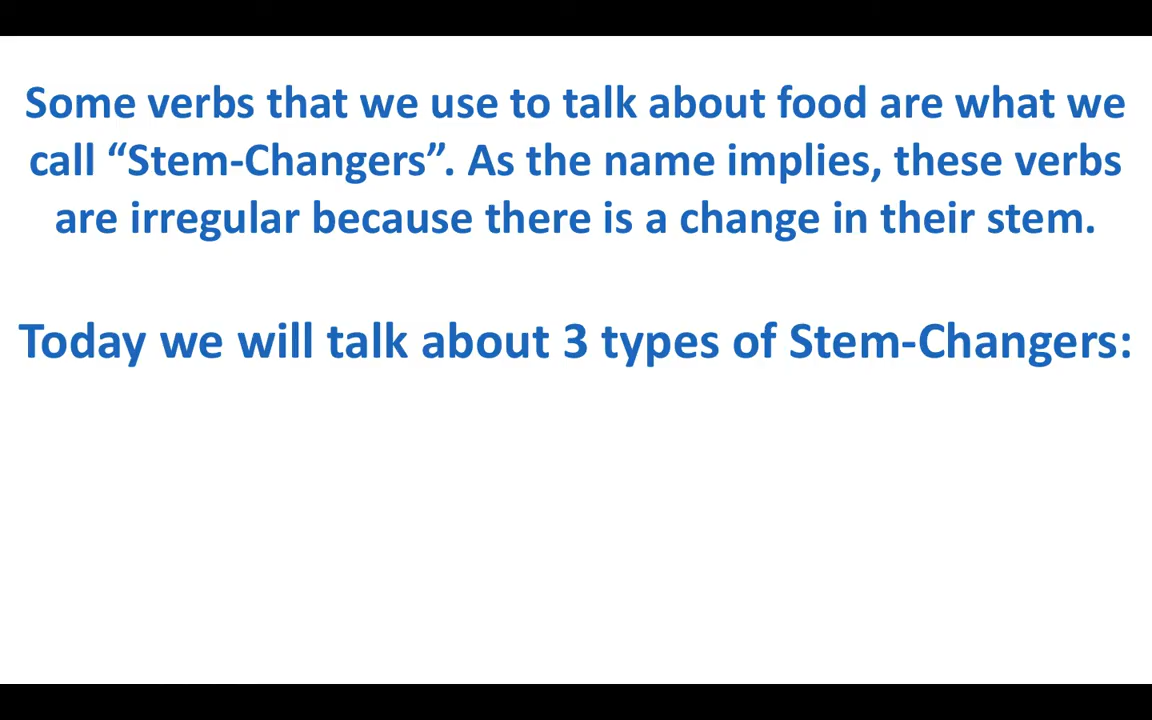 Some verbs that we use to talk about food are what we
call “Stem-Changers”. As the name implies, these verbs
are irregular because there is a change in their stem.
Today we will talk about 3 types of Stem-Changers: